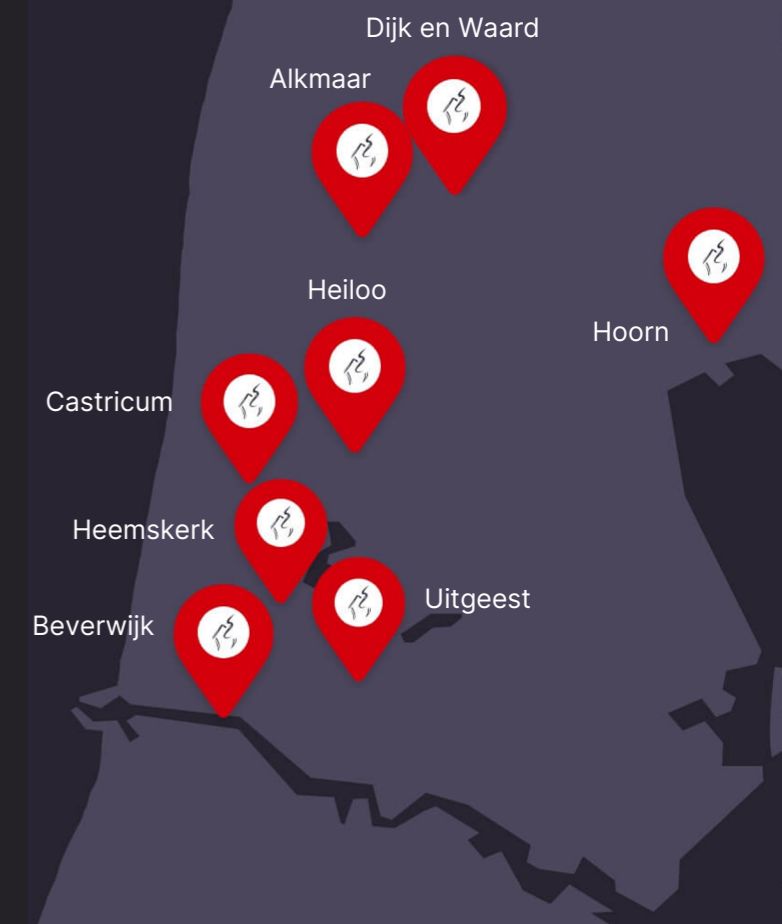 Dijk en Waard
Alkmaar
Heiloo
Hoorn
Castricum
Heemskerk
Uitgeest
Beverwijk